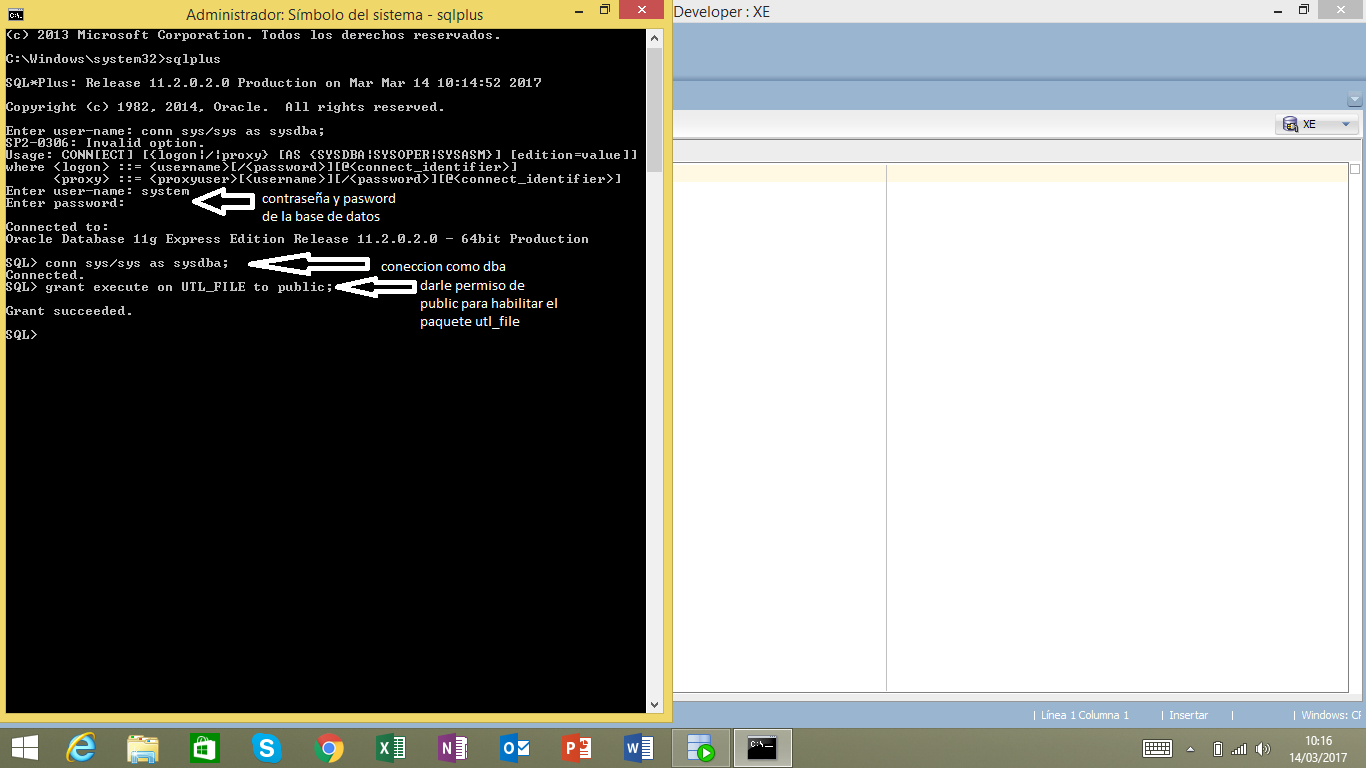 Administrador: Símbolo del sistema - sqlplus
Developer : XE
(c) 2013 Microsoft Corporation. Todos los derechos reservados.
C:\Windows\system32>sqlplus
SQL*Plus: Release 11.2.0.2.0 Production on Mar Mar 14 10:14:52 2017
Copyright (c) 1982, 2014, Oracle.  All rights reserved.
Enter user-name: conn sys/sys as sysdba;
SP2-0306: Invalid option.
Usage: CONN[ECT] [{logon|/|proxy} [AS {SYSDBA|SYSOPER|SYSASM}] [edition=value]]
where <logon> ::= <username>[/<password>][@<connect_identifier>]
      <proxy> ::= <proxyuser>[<username>][/<password>][@<connect_identifier>]
Enter user-name: system
Enter password:
contraseña y pasword
de la base de datos
Connected to:
Oracle Database 11g Express Edition Release 11.2.0.2.0 - 64bit Production
SQL> conn sys/sys as sysdba;
coneccion como dba
Connected.
SQL> grant execute on UTL_FILE to public;
darle permiso de
public para habilitar el
paquete utl_file
Grant succeeded.
SQL>
XE
Línea 1 Columna 1
Insertar
Windows: CF
10:16
14/03/2017